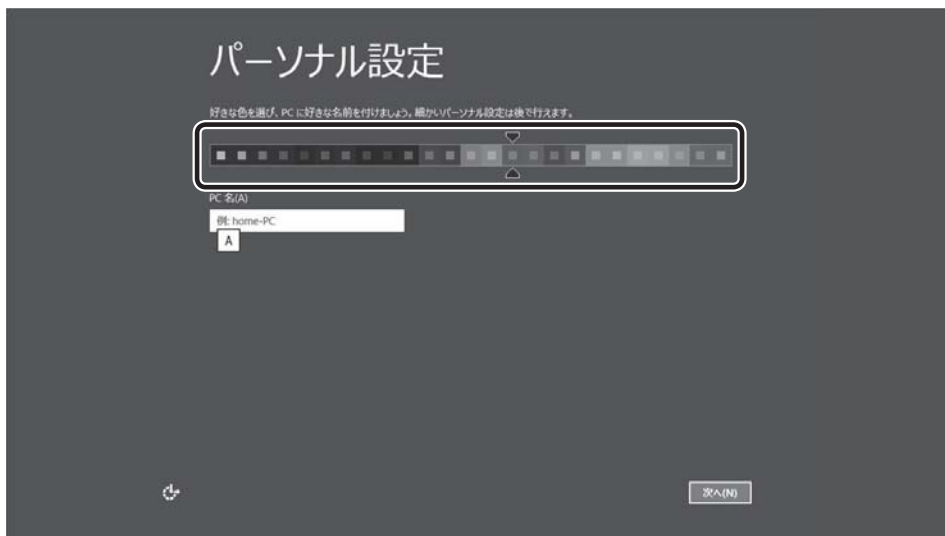 パーソナル設定
好きな色を選び、PC に好きな名前を付けましょう。細かいパーソナル設定は後で行えます。
PC 名(A)
例: home-PC
A
次へ(N)